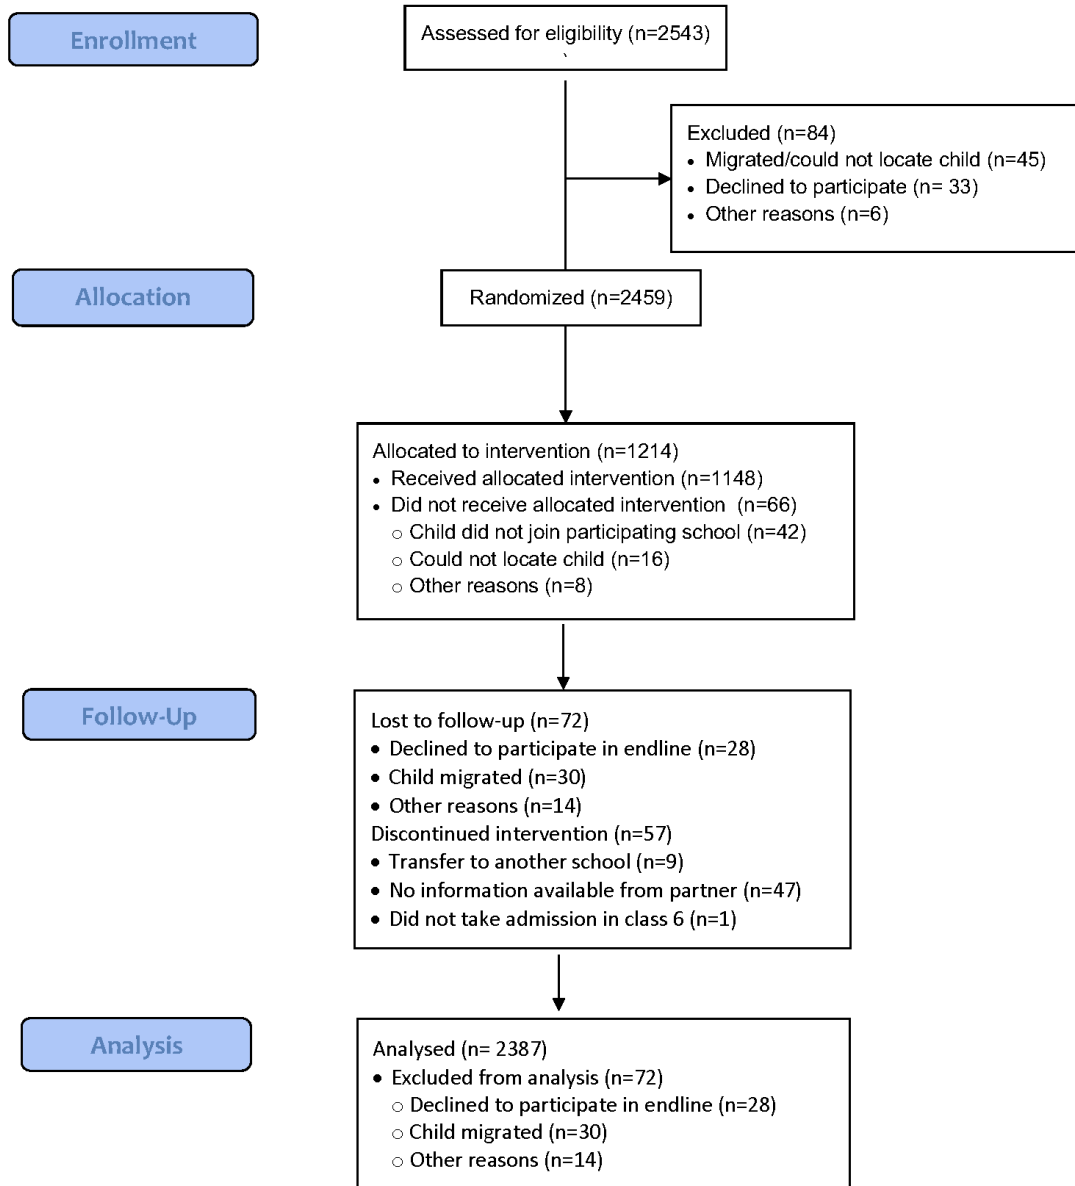 Enrollment
Assessed for eligibility (n=2543)
`
Excluded (n=84)
• Migrated/could not locate child (n=45)
• Declined to participate (n= 33)
• Other reasons (n=6)
Allocation
Randomized (n=2459)
Allocated to intervention (n=1214)
• Received allocated intervention (n=1148)
• Did not receive allocated intervention  (n=66)
○ Child did not join participating school (n=42)
○ Could not locate child (n=16)
○ Other reasons (n=8)
Follow-Up
Lost to follow-up (n=72)
• Declined to participate in endline (n=28)
• Child migrated (n=30)
• Other reasons (n=14)
Discontinued intervention (n=57)
• Transfer to another school (n=9)
• No information available from partner (n=47)
• Did not take admission in class 6 (n=1)
Analysis
Analysed (n= 2387)
• Excluded from analysis (n=72)
○ Declined to participate in endline (n=28)
○ Child migrated (n=30)
○ Other reasons (n=14)